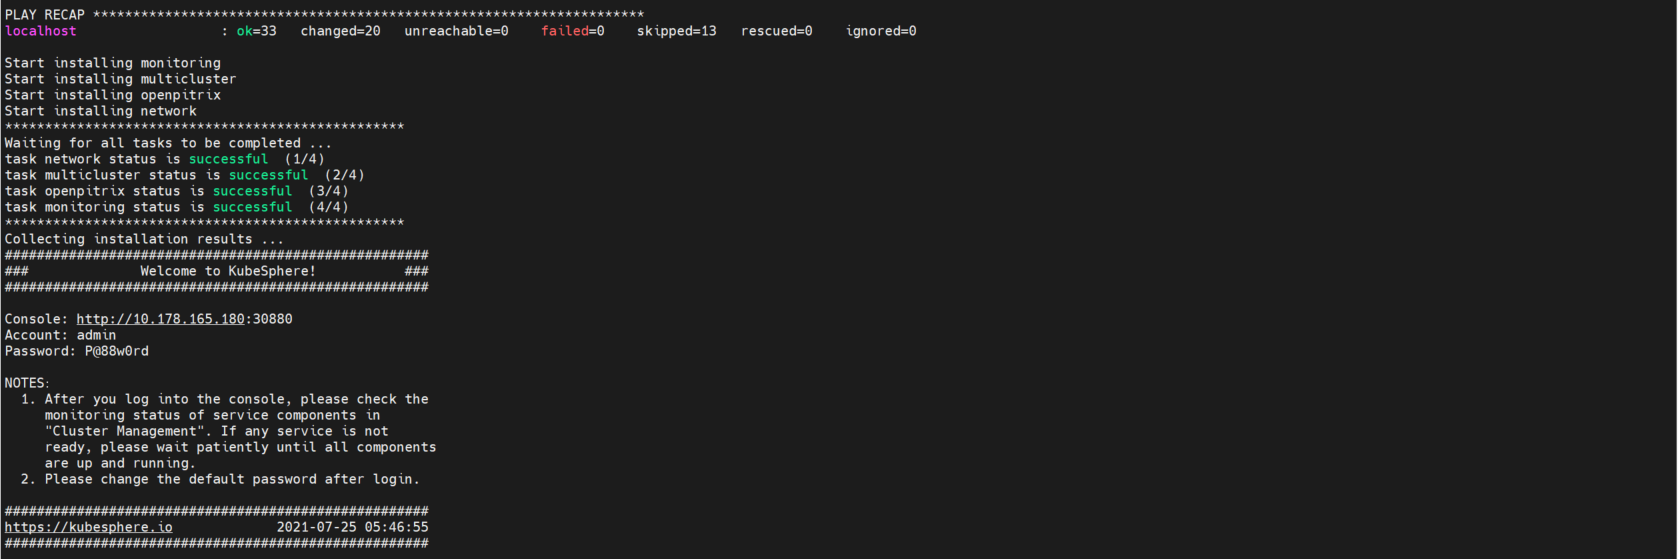 PLAY RECAP *********************************************************************
localhost                  : ok=33   changed=20   unreachable=0    failed=0    skipped=13   rescued=0    ignored=0

Start installing monitoring
Start installing multicluster
Start installing openpitrix
Start installing network
**************************************************
Waiting for all tasks to be completed ...
task network status is successful  (1/4)
task multicluster status is successful  (2/4)
task openpitrix status is successful  (3/4)
task monitoring status is successful  (4/4)
**************************************************
Collecting installation results ...
#####################################################
###              Welcome to KubeSphere!           ###
#####################################################

Console: http://10.178.165.180:30880
Account: admin
Password: P@88w0rd

NOTES:
  1. After you log into the console, please check the
     monitoring status of service components in
     "Cluster Management". If any service is not
     ready, please wait patiently until all components
     are up and running.
  2. Please change the default password after login.

#####################################################
https://kubesphere.io             2021-07-25 05:46:55
#####################################################